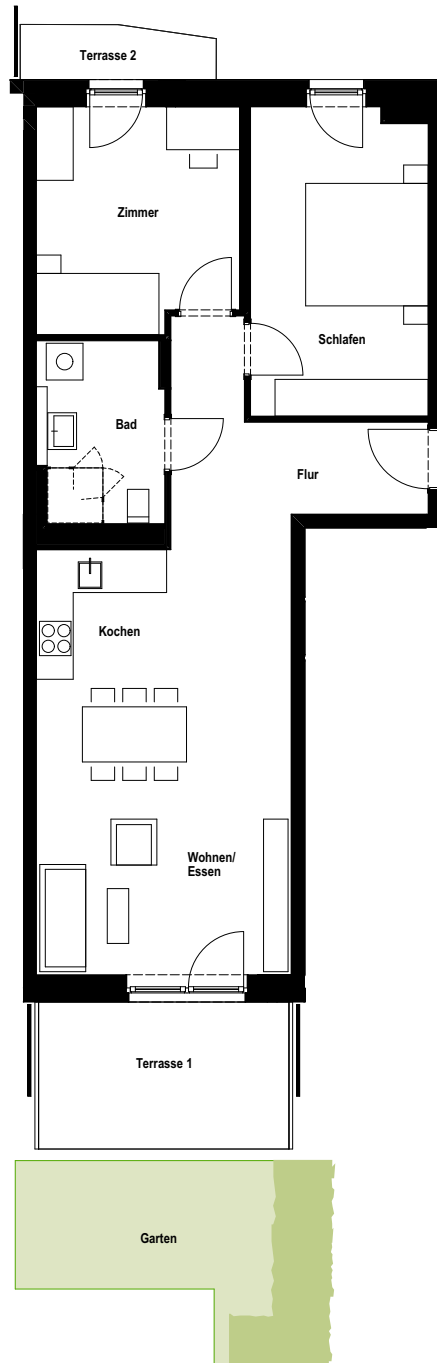 Terrasse 2
Zimmer
Schlafen
Bad
Flur
Kochen
Wohnen/
Essen
Terrasse 1
Garten